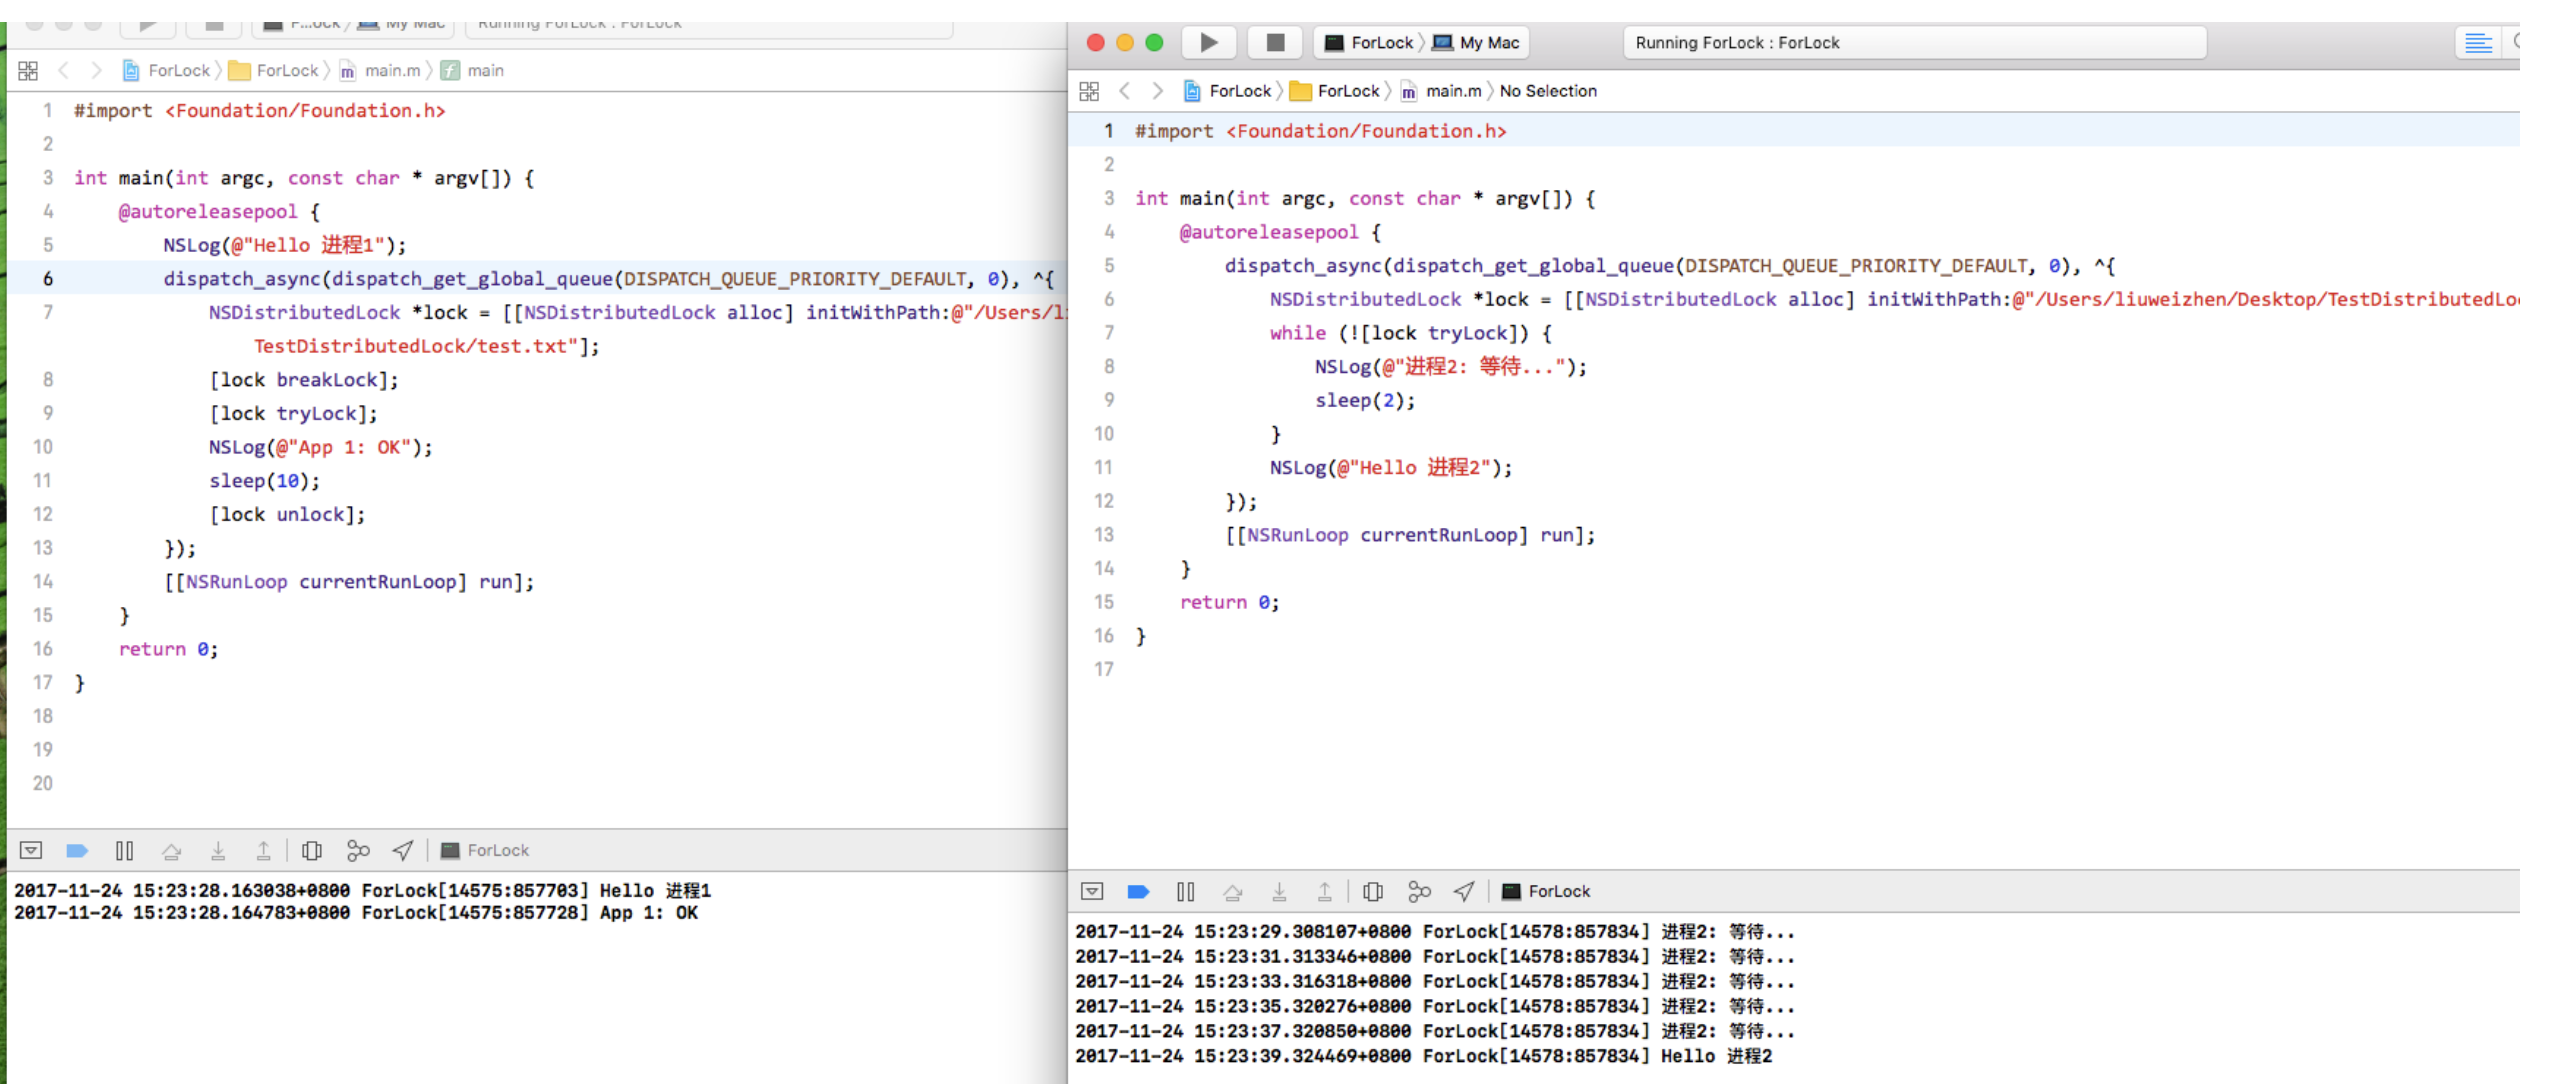 F...ock My Mac Running ForLock : ForLock
ForLock ForLock m main.m f main
1 #import <Foundation/Foundation.h>
2
3 int main(int argc, const char * argv[]) {
4 @autoreleasepool {
5 NSLog(@"Hello 进程1");
6 dispatch_async(dispatch_get_global_queue(DISPATCH_QUEUE_PRIORITY_DEFAULT, 0), ^{
7 NSDistributedLock *lock = [[NSDistributedLock alloc] initWithPath:@"/Users/l
TestDistributedLock/test.txt"];
8 [lock breakLock];
9 [lock tryLock];
10 NSLog(@"App 1: OK");
11 sleep(10);
12 [lock unlock];
13 });
14 [[NSRunLoop currentRunLoop] run];
15 }
16 return 0;
17 }
18
19
20
ForLock
2017-11-24 15:23:28.163038+0800 ForLock[14575:857703] Hello 进程1
2017-11-24 15:23:28.164783+0800 ForLock[14575:857728] App 1: OK
ForLock My Mac Running ForLock : ForLock
ForLock ForLock m main.m No Selection
1 #import <Foundation/Foundation.h>
2
3 int main(int argc, const char * argv[]) {
4 @autoreleasepool {
5 dispatch_async(dispatch_get_global_queue(DISPATCH_QUEUE_PRIORITY_DEFAULT, 0), ^{
6 NSDistributedLock *lock = [[NSDistributedLock alloc] initWithPath:@"/Users/liuweizhen/Desktop/TestDistributedLo
7 while (![lock tryLock]) {
8 NSLog(@"进程2: 等待...");
9 sleep(2);
10 }
11 NSLog(@"Hello 进程2");
12 });
13 [[NSRunLoop currentRunLoop] run];
14 }
15 return 0;
16 }
17
ForLock
2017-11-24 15:23:29.308107+0800 ForLock[14578:857834] 进程2: 等待...
2017-11-24 15:23:31.313346+0800 ForLock[14578:857834] 进程2: 等待...
2017-11-24 15:23:33.316318+0800 ForLock[14578:857834] 进程2: 等待...
2017-11-24 15:23:35.320276+0800 ForLock[14578:857834] 进程2: 等待...
2017-11-24 15:23:37.320850+0800 ForLock[14578:857834] 进程2: 等待...
2017-11-24 15:23:39.324469+0800 ForLock[14578:857834] Hello 进程2